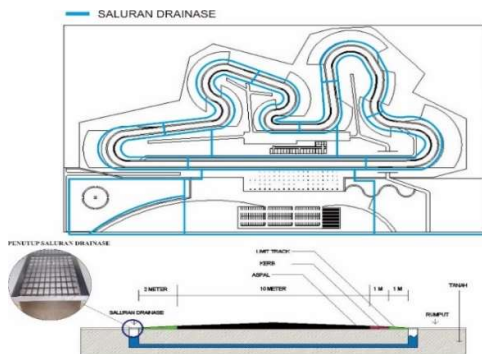 SALURAN DRAINASE
PENUTUP SALURAN DRAINASE
LIMIT TRACK
KERB
ASPAL
2 METER
10 METER
1 M
1 M
TANAH
SALURAN DRAINASE
RUMPUT